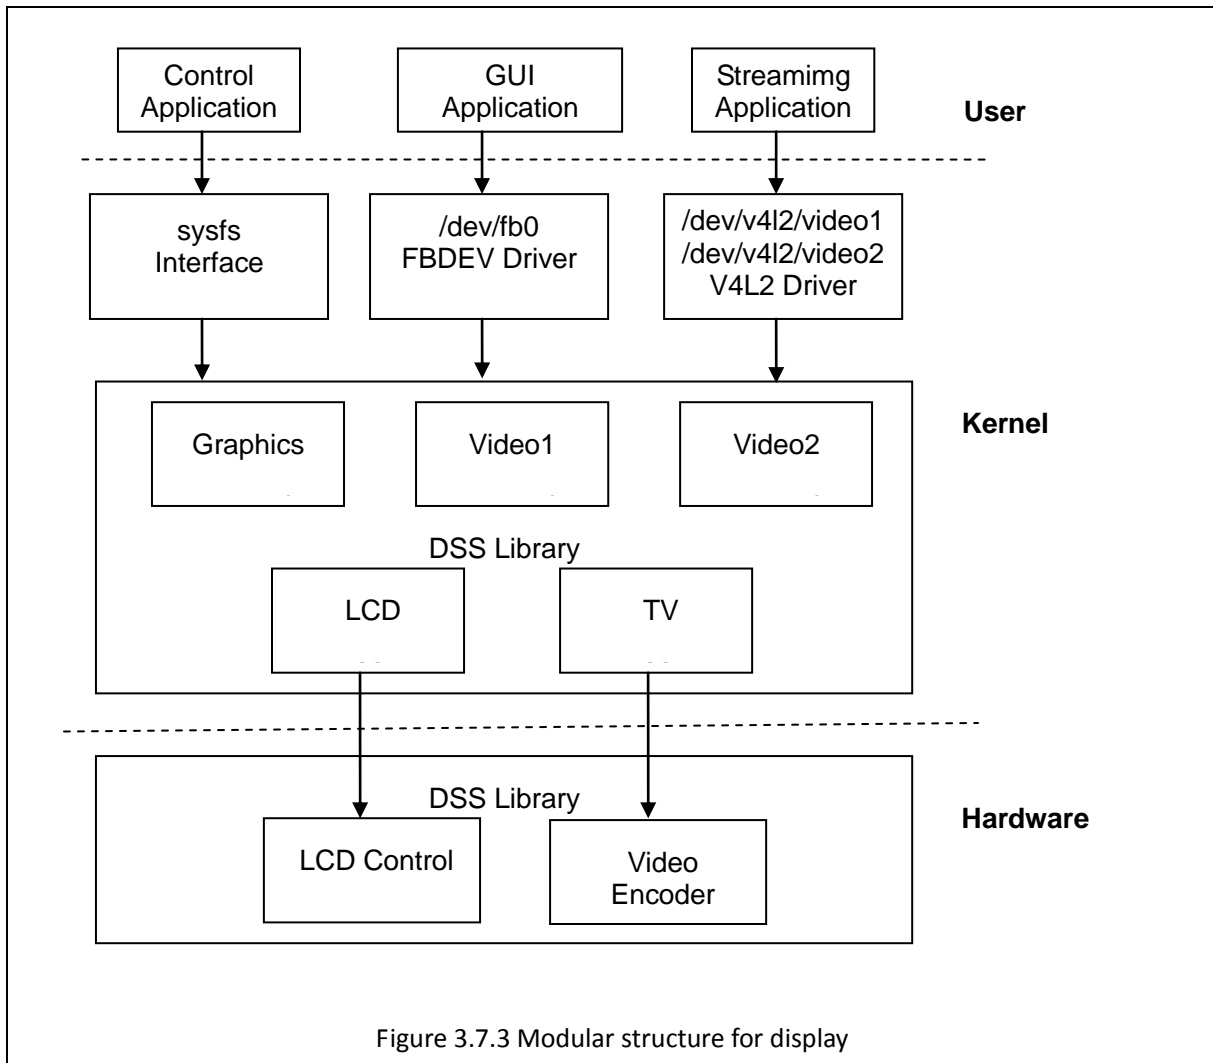 Control
Application
GUI
Application
Streamimg
Application
User
sysfs
Interface
/dev/fb0
FBDEV Driver
/dev/v4l2/video1
/dev/v4l2/video2
V4L2 Driver
Kernel
Graphics
Video1
Video2
DSS Library
LCD
TV
DSS Library
Hardware
LCD Control
Video
Encoder
Figure 3.7.3 Modular structure for display